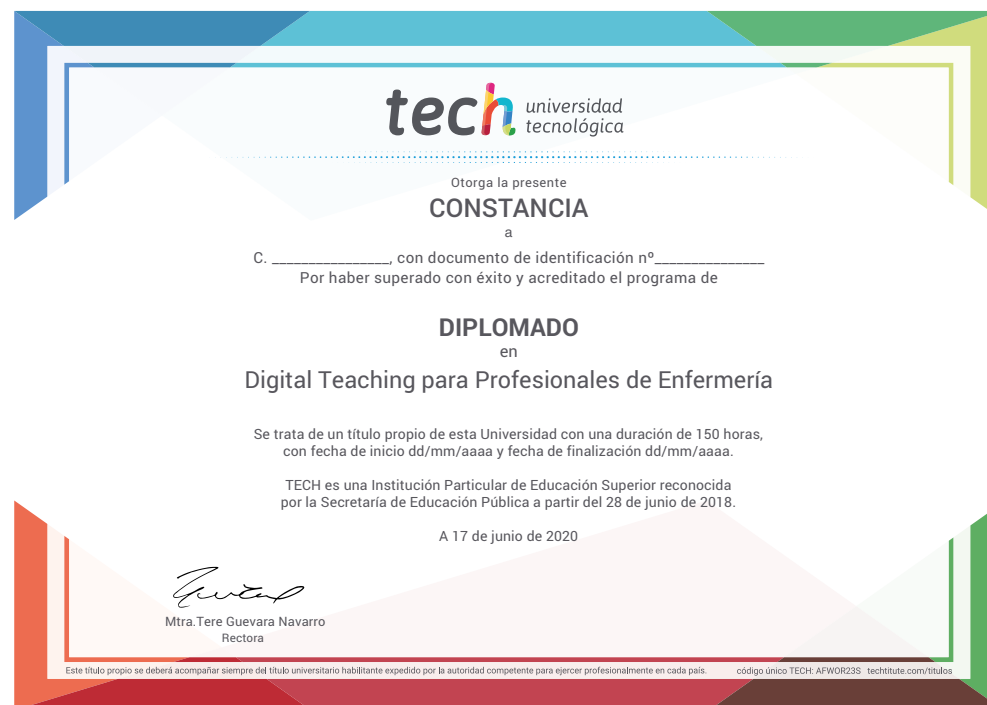 tech universidad
tecnológica
Otorga la presente
CONSTANCIA
a
C. ________________, con documento de identificación nº_______________
Por haber superado con éxito y acreditado el programa de
DIPLOMADO
en
Digital Teaching para Profesionales de Enfermería
Se trata de un título propio de esta Universidad con una duración de 150 horas,
con fecha de inicio dd/mm/aaaa y fecha de finalización dd/mm/aaaa.
TECH es una Institución Particular de Educación Superior reconocida
por la Secretaría de Educación Pública a partir del 28 de junio de 2018.
A 17 de junio de 2020
Mtra.Tere Guevara Navarro
Rectora
Este título propio se deberá acompañar siempre del título universitario habilitante expedido por la autoridad competente para ejercer profesionalmente en cada país. código único TECH: AFWOR23S techtitute.com/titulos